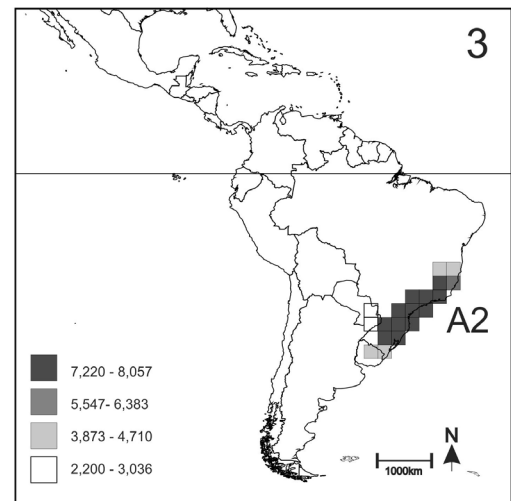 3
A2
7,220 - 8,057
5,547- 6,383
3,873 - 4,710
2,200 - 3,036
N
1000km